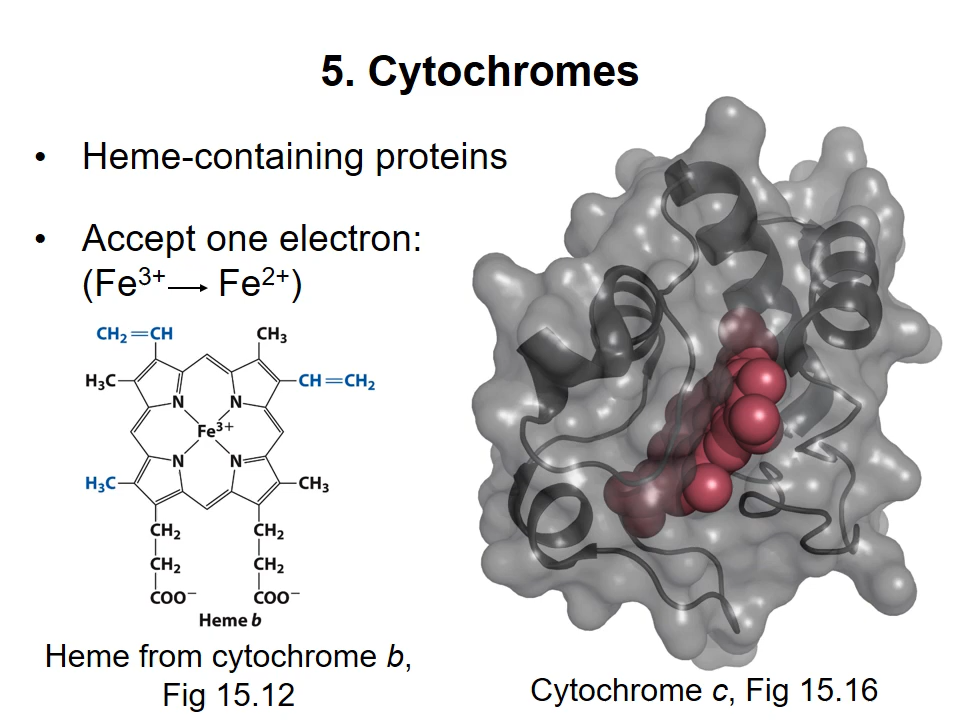 5. Cytochromes
• Heme-containing proteins
• Accept one electron:
(Fe³⁺→ Fe²⁺)
CH₂=CH
CH₃
H₃C
CH=CH₂
N
N
Fe³⁺
N
N
H₃C
CH₃
CH₂
CH₂
CH₂
CH₂
COO⁻
COO⁻
Heme b
Heme from cytochrome b,
Fig 15.12
Cytochrome c, Fig 15.16